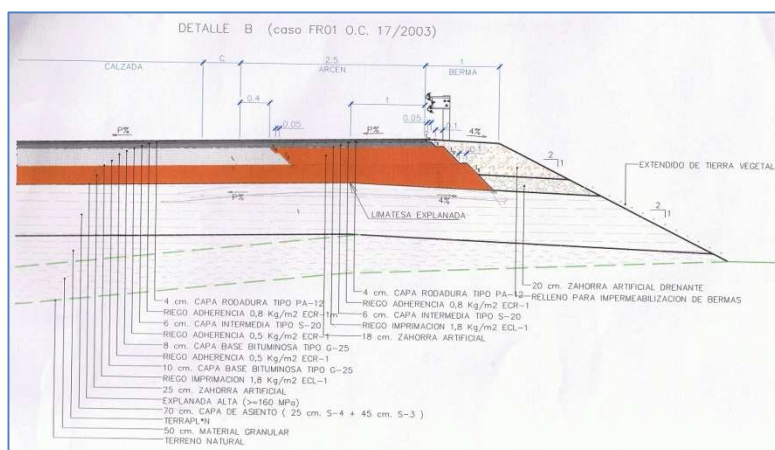 DETALLE B (caso FR01 O.C. 17/2003)
CALZADA
C
2.5
ARCEN
1
BERMA
0.4
0.05
1
0.05
0.1
P%
P%
4%
0.1
2
1
EXTENDIDO DE TIERRA VEGETAL
P%
4%
2
1
LIMATESA EXPLANADA
4 cm. CAPA RODADURA TIPO PA-12
RIEGO ADHERENCIA 0,8 Kg/m2 ECR-1m
6 cm. CAPA INTERMEDIA TIPO S-20
RIEGO ADHERENCIA 0,5 Kg/m2 ECR-1
8 cm. CAPA BASE BITUMINOSA TIPO G-25
RIEGO ADHERENCIA 0,5 Kg/m2 ECR-1
10 cm. CAPA BASE BITUMINOSA TIPO G-25
RIEGO IMPRIMACION 1,8 Kg/m2 ECL-1
25 cm. ZAHORRA ARTIFICIAL
EXPLANADA ALTA (>=160 MPa)
70 cm. CAPA DE ASIENTO ( 25 cm. S-4 + 45 cm. S-3 )
TERRAPL*N
50 cm. MATERIAL GRANULAR
TERRENO NATURAL
4 cm. CAPA RODADURA TIPO PA-12
RIEGO ADHERENCIA 0,8 Kg/m2 ECR-1
6 cm. CAPA INTERMEDIA TIPO S-20
RIEGO IMPRIMACION 1,8 Kg/m2 ECL-1
18 cm. ZAHORRA ARTIFICIAL
20 cm. ZAHORRA ARTIFICIAL DRENANTE
RELLENO PARA IMPERMEABILIZACION DE BERMAS